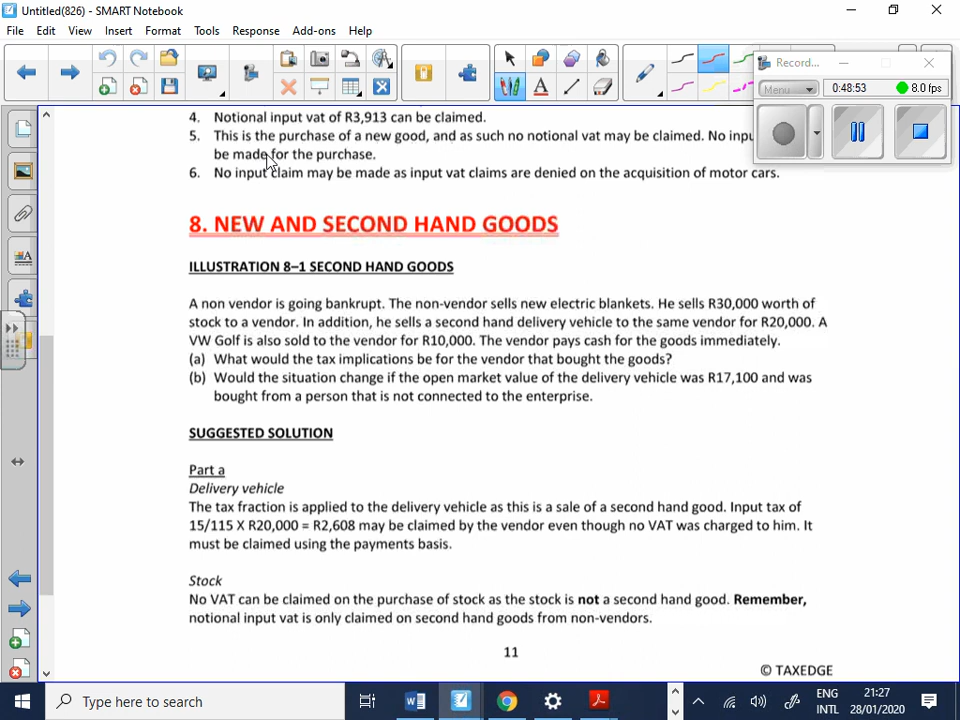 Untitled(826) - SMART Notebook
File Edit View Insert Format Tools Response Add-ons Help
Record...
Menu 0:48:53 8.0 fps
4. Notional input vat of R3,913 can be claimed.
5. This is the purchase of a new good, and as such no notional vat may be claimed. No
be made for the purchase.
6. No input claim may be made as input vat claims are denied on the acquisition of motor cars.
8. NEW AND SECOND HAND GOODS
ILLUSTRATION 8–1 SECOND HAND GOODS
A non vendor is going bankrupt. The non-vendor sells new electric blankets. He sells R30,000 worth of
stock to a vendor. In addition, he sells a second hand delivery vehicle to the same vendor for R20,000. A
VW Golf is also sold to the vendor for R10,000. The vendor pays cash for the goods immediately.
(a) What would the tax implications be for the vendor that bought the goods?
(b) Would the situation change if the open market value of the delivery vehicle was R17,100 and was
bought from a person that is not connected to the enterprise.
SUGGESTED SOLUTION
Part a
Delivery vehicle
The tax fraction is applied to the delivery vehicle as this is a sale of a second hand good. Input tax of
15/115 X R20,000 = R2,608 may be claimed by the vendor even though no VAT was charged to him. It
must be claimed using the payments basis.
Stock
No VAT can be claimed on the purchase of stock as the stock is not a second hand good. Remember,
notional input vat is only claimed on second hand goods from non-vendors.
11
© TAXEDGE
Type here to search
ENG
INTL
21:27
28/01/2020